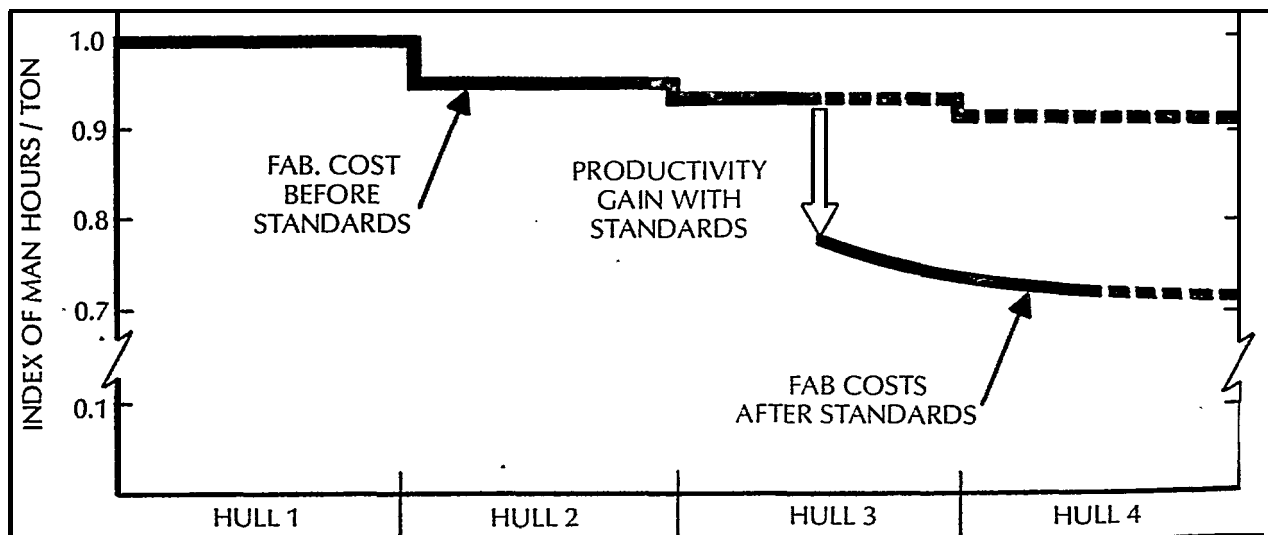 INDEX OF MAN HOURS / TON
1.0
0.9
0.8
0.7
0.1
FAB. COST
BEFORE
STANDARDS
PRODUCTIVITY
GAIN WITH
STANDARDS
FAB COSTS
AFTER STANDARDS
HULL 1
HULL 2
HULL 3
HULL 4